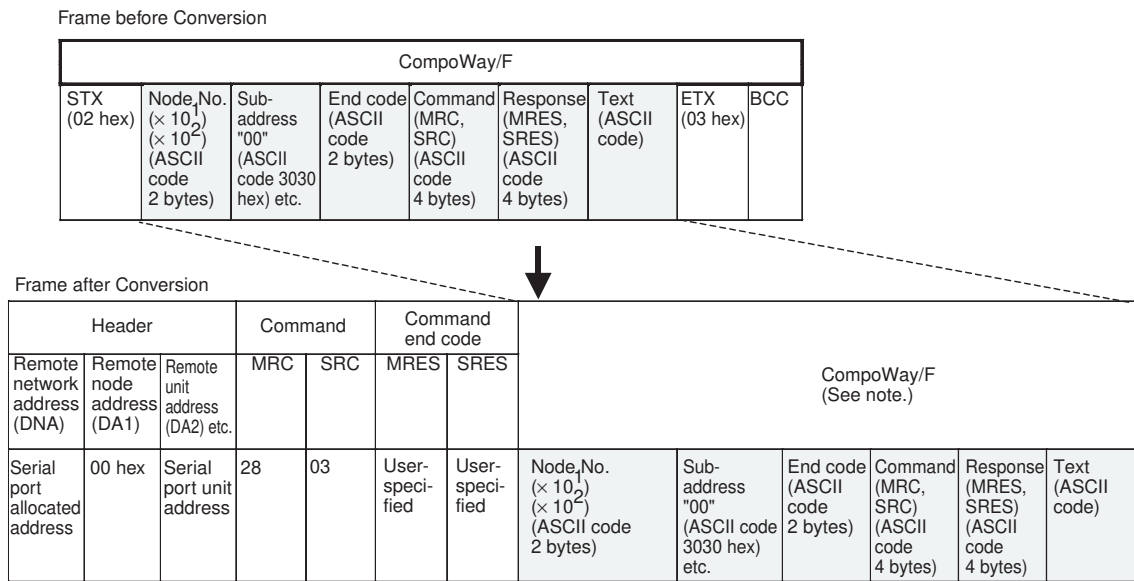 Frame before Conversion
CompoWay/F
STX
(02 hex)
Node No.
(× 10¹)
(× 10²)
(ASCII
code
2 bytes)
Sub-
address
"00"
(ASCII
code 3030
hex) etc.
End code
(ASCII
code
2 bytes)
Command
(MRC,
SRC)
(ASCII
code
4 bytes)
Response
(MRES,
SRES)
(ASCII
code
4 bytes)
Text
(ASCII
code)
ETX
(03 hex)
BCC
Frame after Conversion
Header
Command
Command
end code
CompoWay/F
(See note.)
Remote
network
address
(DNA)
Remote
node
address
(DA1)
Remote
unit
address
(DA2) etc.
MRC
SRC
MRES
SRES
Serial
port
allocated
address
00 hex
Serial
port unit
address
28
03
User-
speci-
fied
User-
speci-
fied
Node No.
(× 10¹)
(× 10²)
(ASCII code
2 bytes)
Sub-
address
"00"
(ASCII code
3030 hex)
etc.
End code
(ASCII
code
2 bytes)
Command
(MRC,
SRC)
(ASCII
code
4 bytes)
Response
(MRES,
SRES)
(ASCII
code
4 bytes)
Text
(ASCII
code)